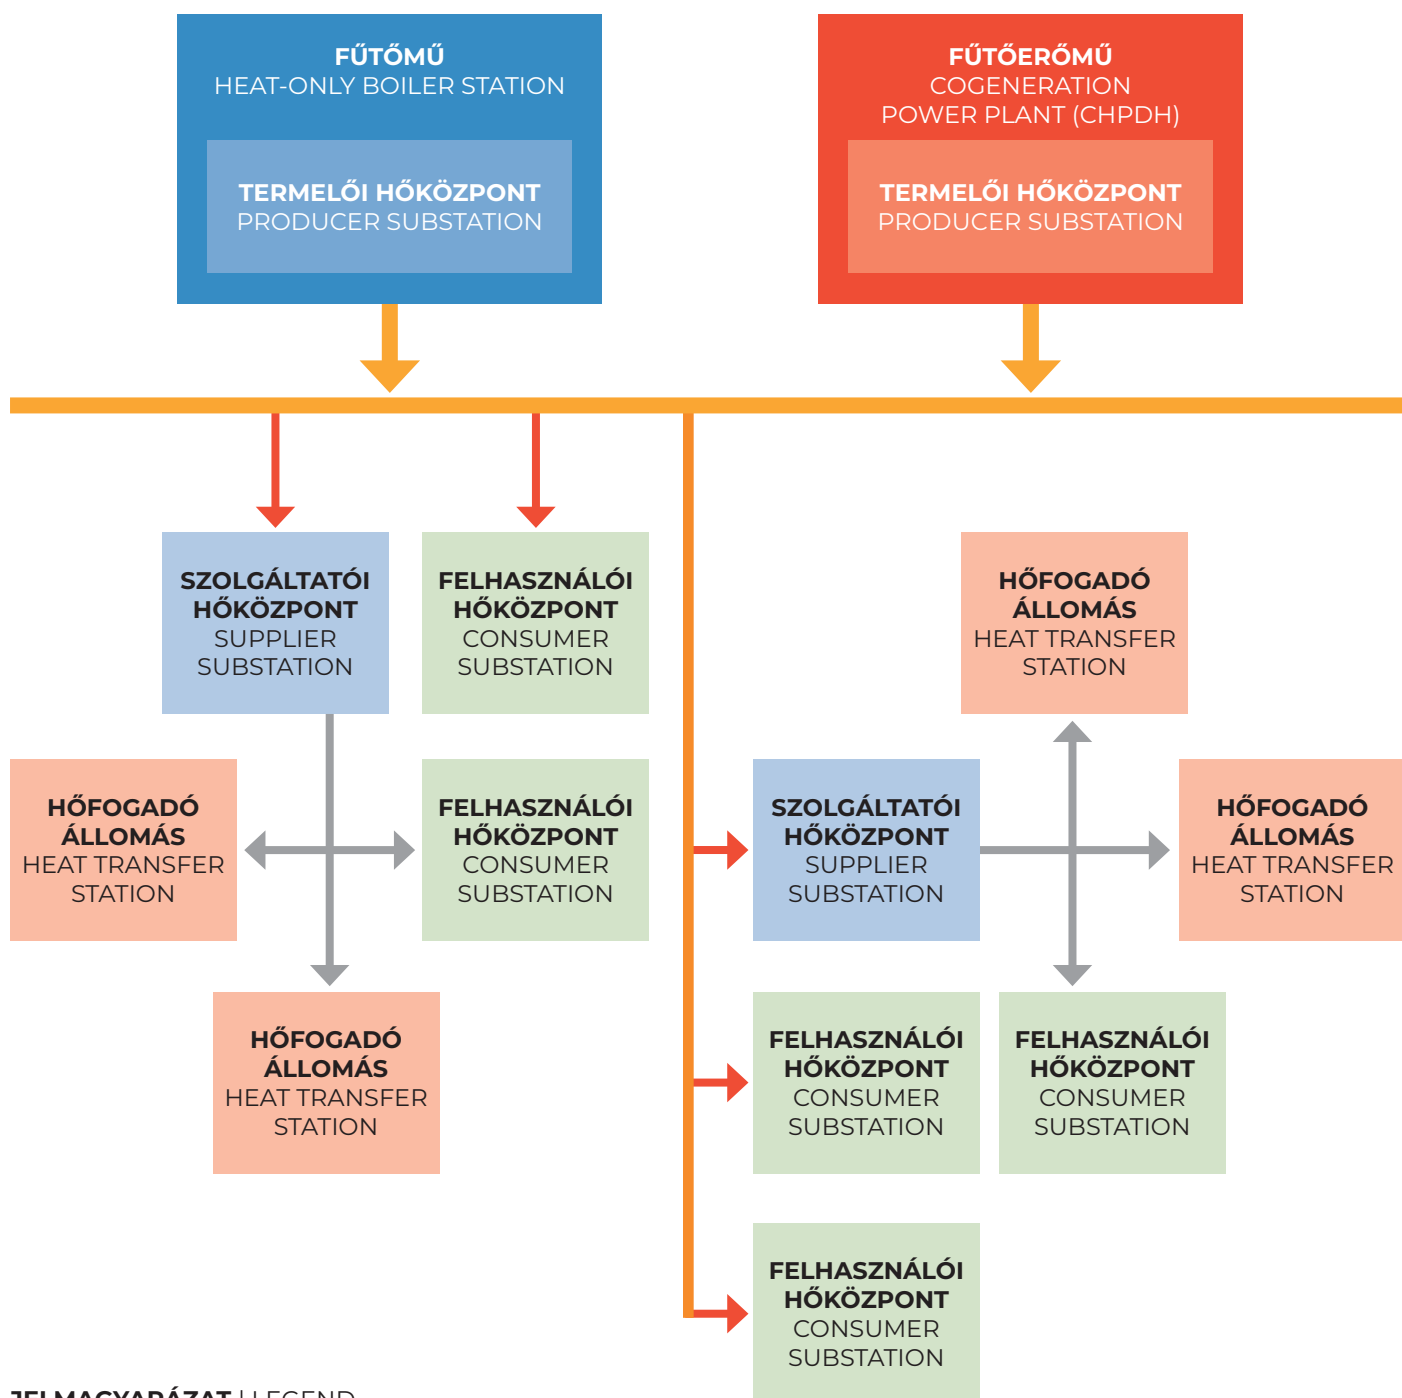 FŰTŐMŰ
HEAT-ONLY BOILER STATION
TERMELŐI HŐKÖZPONT
PRODUCER SUBSTATION
FŰTŐERŐMŰ
COGENERATION
POWER PLANT (CHPDH)
TERMELŐI HŐKÖZPONT
PRODUCER SUBSTATION
SZOLGÁLTATÓI
HŐKÖZPONT
SUPPLIER
SUBSTATION
FELHASZNÁLÓI
HŐKÖZPONT
CONSUMER
SUBSTATION
HŐFOGADÓ
ÁLLOMÁS
HEAT TRANSFER
STATION
HŐFOGADÓ
ÁLLOMÁS
HEAT TRANSFER
STATION
FELHASZNÁLÓI
HŐKÖZPONT
CONSUMER
SUBSTATION
SZOLGÁLTATÓI
HŐKÖZPONT
SUPPLIER
SUBSTATION
HŐFOGADÓ
ÁLLOMÁS
HEAT TRANSFER
STATION
HŐFOGADÓ
ÁLLOMÁS
HEAT TRANSFER
STATION
FELHASZNÁLÓI
HŐKÖZPONT
CONSUMER
SUBSTATION
FELHASZNÁLÓI
HŐKÖZPONT
CONSUMER
SUBSTATION
FELHASZNÁLÓI
HŐKÖZPONT
CONSUMER
SUBSTATION
JELMAGYARÁZAT | LEGEND